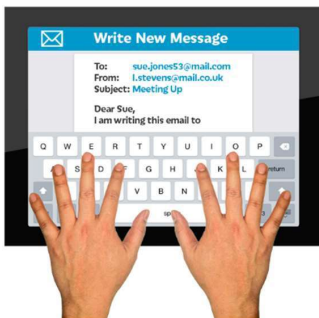 Write New Message
To: sue.jones53@mail.com
From: l.stevens@mail.co.uk
Subject: Meeting Up
Dear Sue,
I am writing this email to
Q W E R T Y U I O P
A S D F G H K L return
V B N